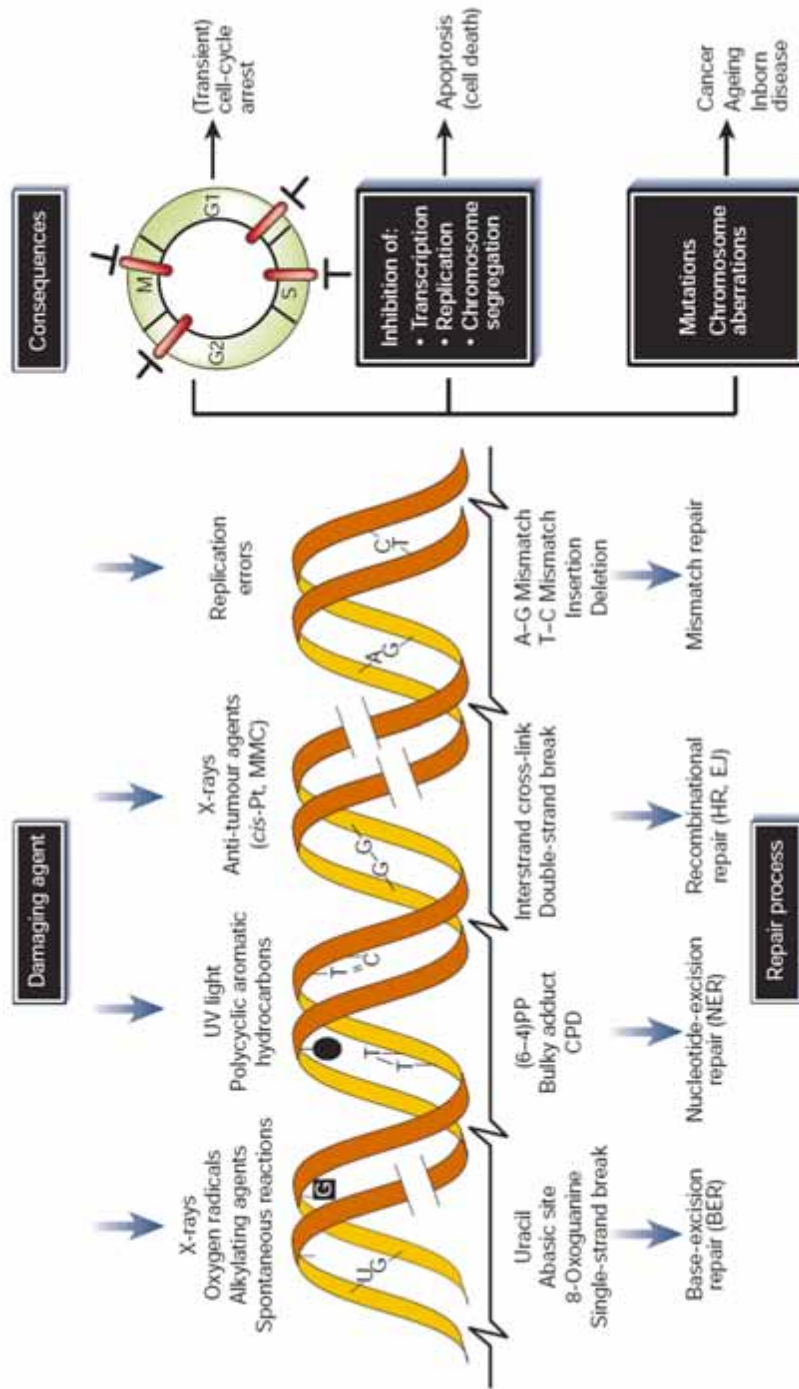 Damaging agent
X-rays
Oxygen radicals
Alkylating agents
Spontaneous reactions
UV light
Polycyclic aromatic
hydrocarbons
X-rays
Anti-tumour agents
(cis-Pt, MMC)
Replication
errors
U
G
G
T
T
T
C
G
G
A
G
C
T
Uracil
Abasic site
8-Oxoguanine
Single-strand break
(6–4)PP
Bulky adduct
CPD
Interstrand cross-link
Double-strand break
A–G Mismatch
T–C Mismatch
Insertion
Deletion
Base-excision
repair (BER)
Nucleotide-excision
repair (NER)
Recombinational
repair (HR, EJ)
Mismatch repair
Repair process
Consequences
M
G1
S
G2
(Transient)
cell-cycle
arrest
Inhibition of:
• Transcription
• Replication
• Chromosome
segregation
Apoptosis
(cell death)
Mutations
Chromosome
aberrations
Cancer
Ageing
Inborn
disease